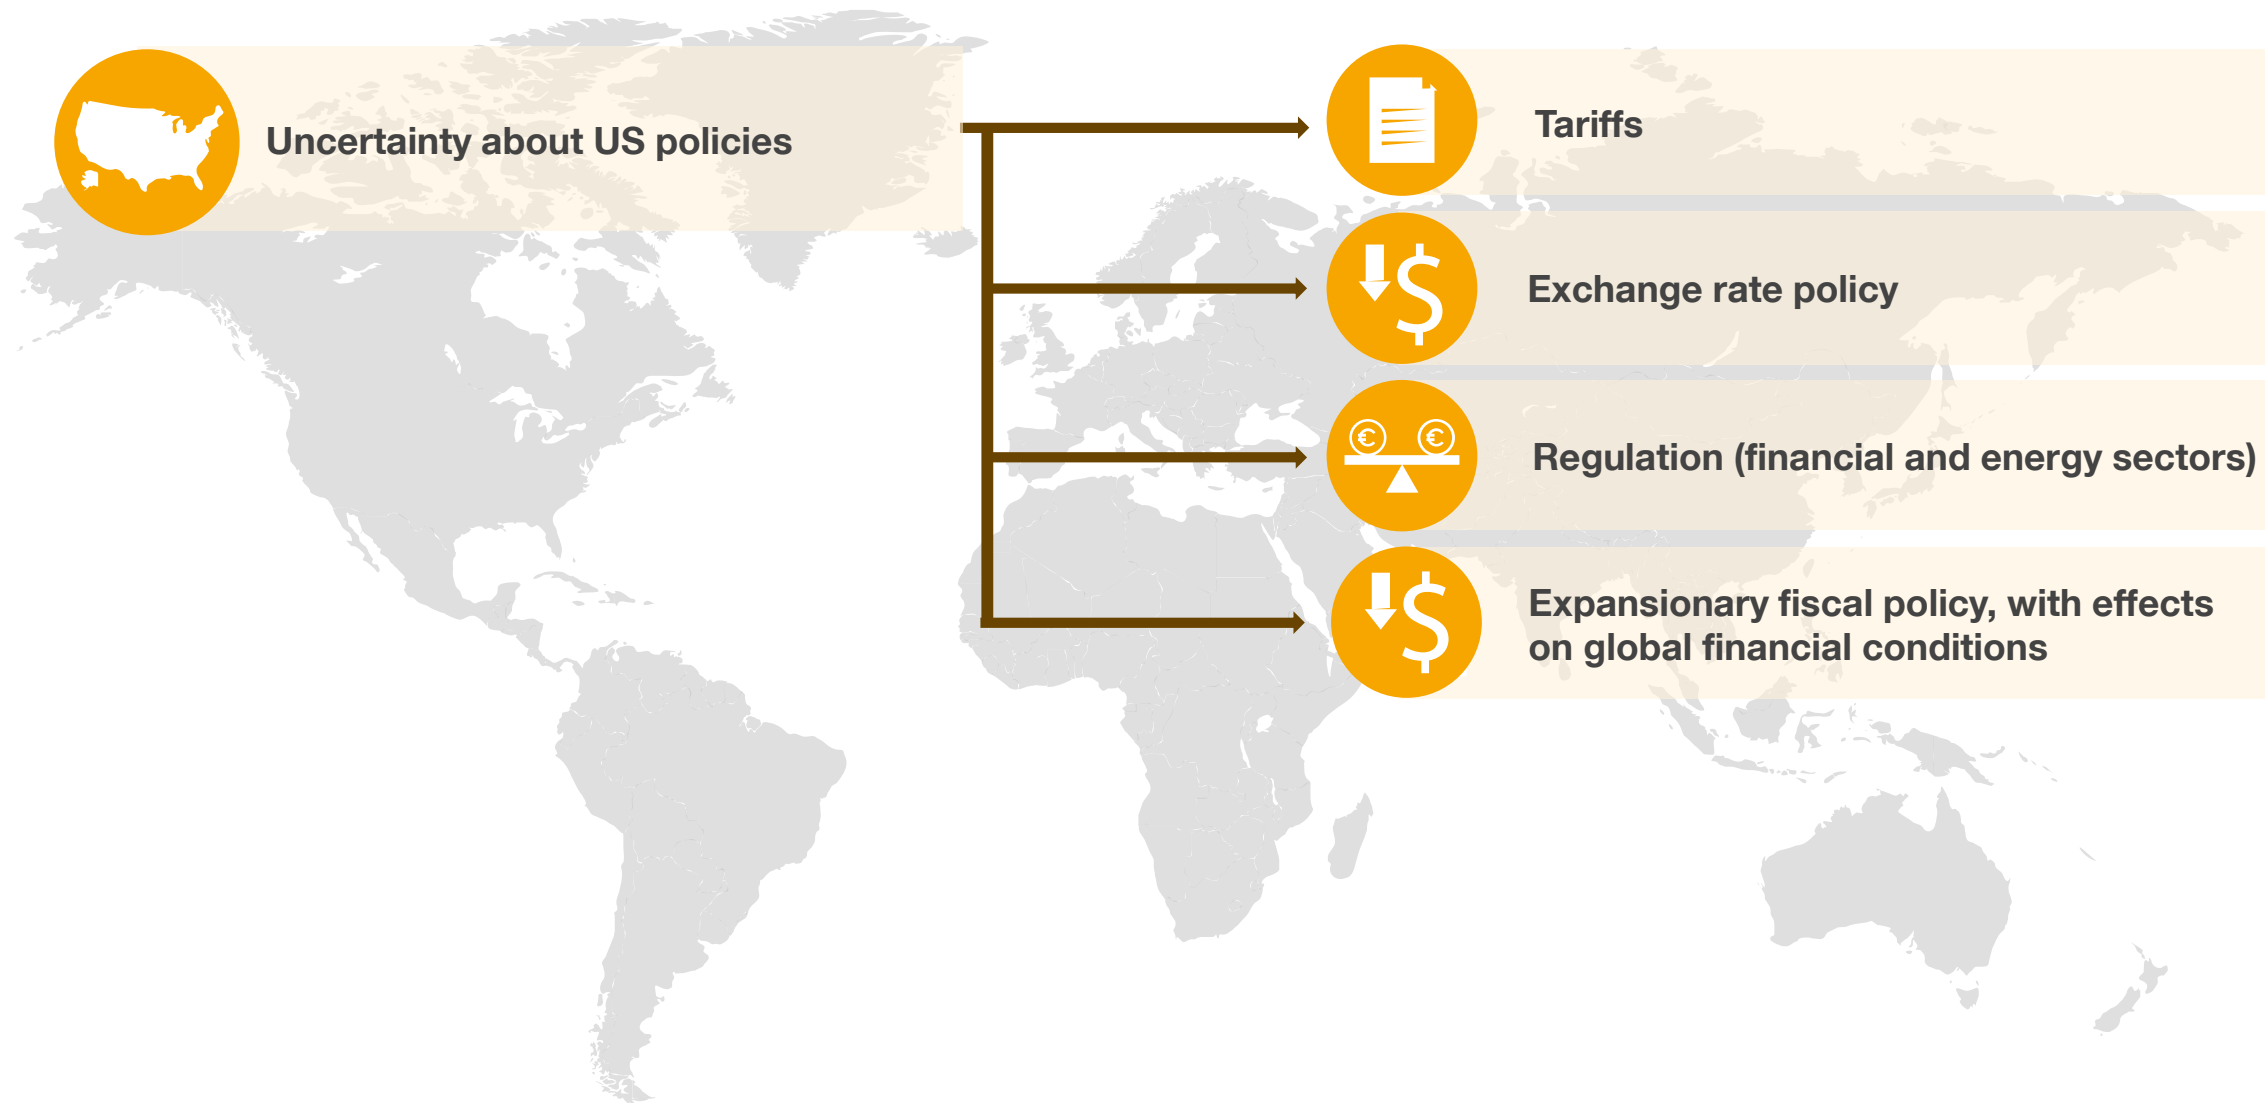 Uncertainty about US policies
Tariffs
$
Exchange rate policy
€ €
Regulation (financial and energy sectors)
$
Expansionary fiscal policy, with effects
on global financial conditions